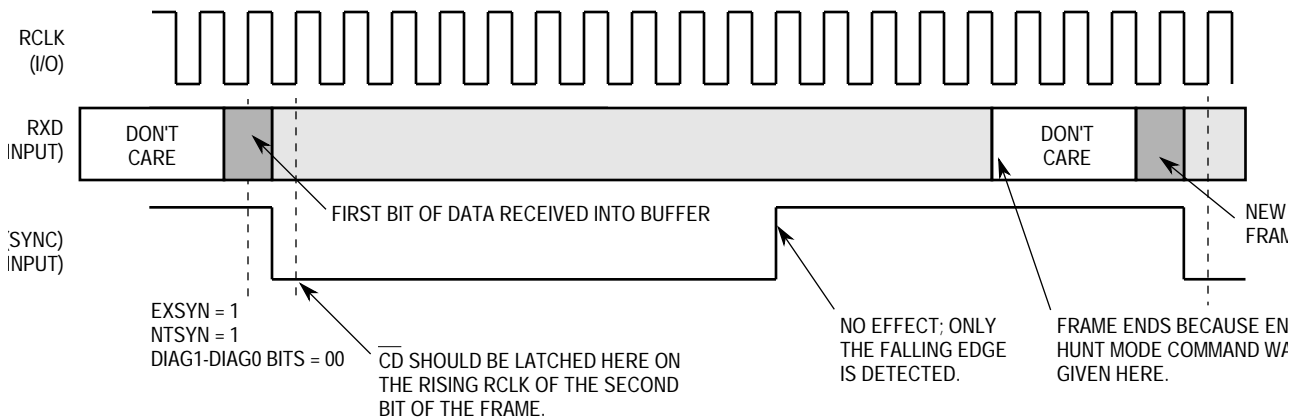 RCLK
(I/O)
RXD
INPUT)
DON'T
CARE
DON'T
CARE
FIRST BIT OF DATA RECEIVED INTO BUFFER
NEW
(SYNC)
INPUT)
EXSYN = 1
NTSYN = 1
DIAG1-DIAG0 BITS = 00
CD SHOULD BE LATCHED HERE ON
THE RISING RCLK OF THE SECOND
BIT OF THE FRAME.
NO EFFECT; ONLY
THE FALLING EDGE
IS DETECTED.
FRAME ENDS BECAUSE
HUNT MODE COMMAND
GIVEN HERE.